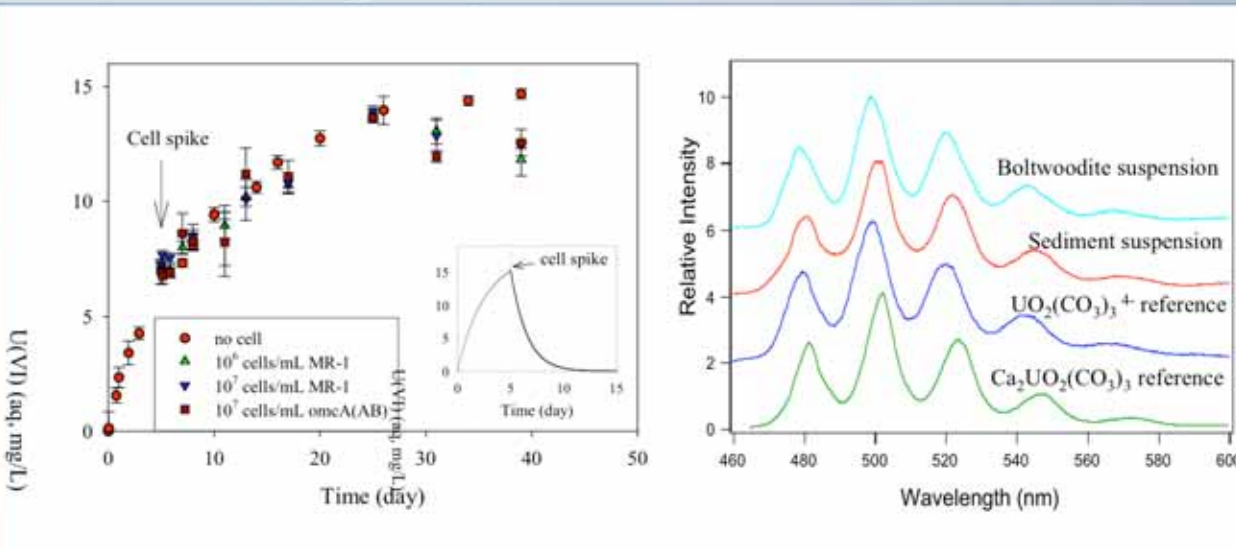 15
10
5
0
0
10
20
30
40
50
Time (day)
U(VI) (aq, mg/L)
Cell spike
no cell
10⁶ cells/mL MR-1
10⁷ cells/mL MR-1
10⁷ cells/mL omcA(AB)
15
10
5
0
0
5
10
15
Time (day)
U(VI) (aq, mg/L)
cell spike
10
8
6
4
2
0
460
480
500
520
540
560
580
600
Relative Intensity
Wavelength (nm)
Boltwoodite suspension
Sediment suspension
UO₂(CO₃)₃⁴⁻ reference
Ca₂UO₂(CO₃)₃ reference